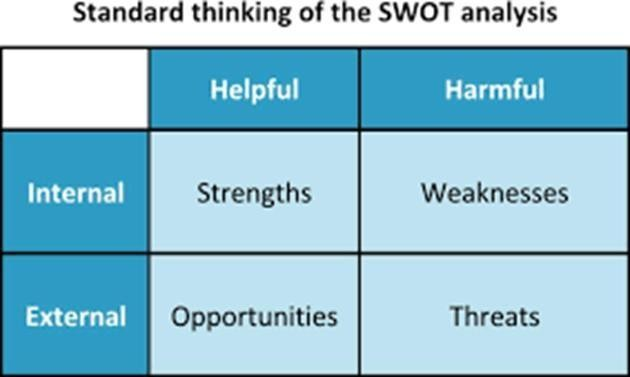 Standard thinking of the SWOT analysis
Helpful Harmful
Internal Strengths Weaknesses
External Opportunities Threats